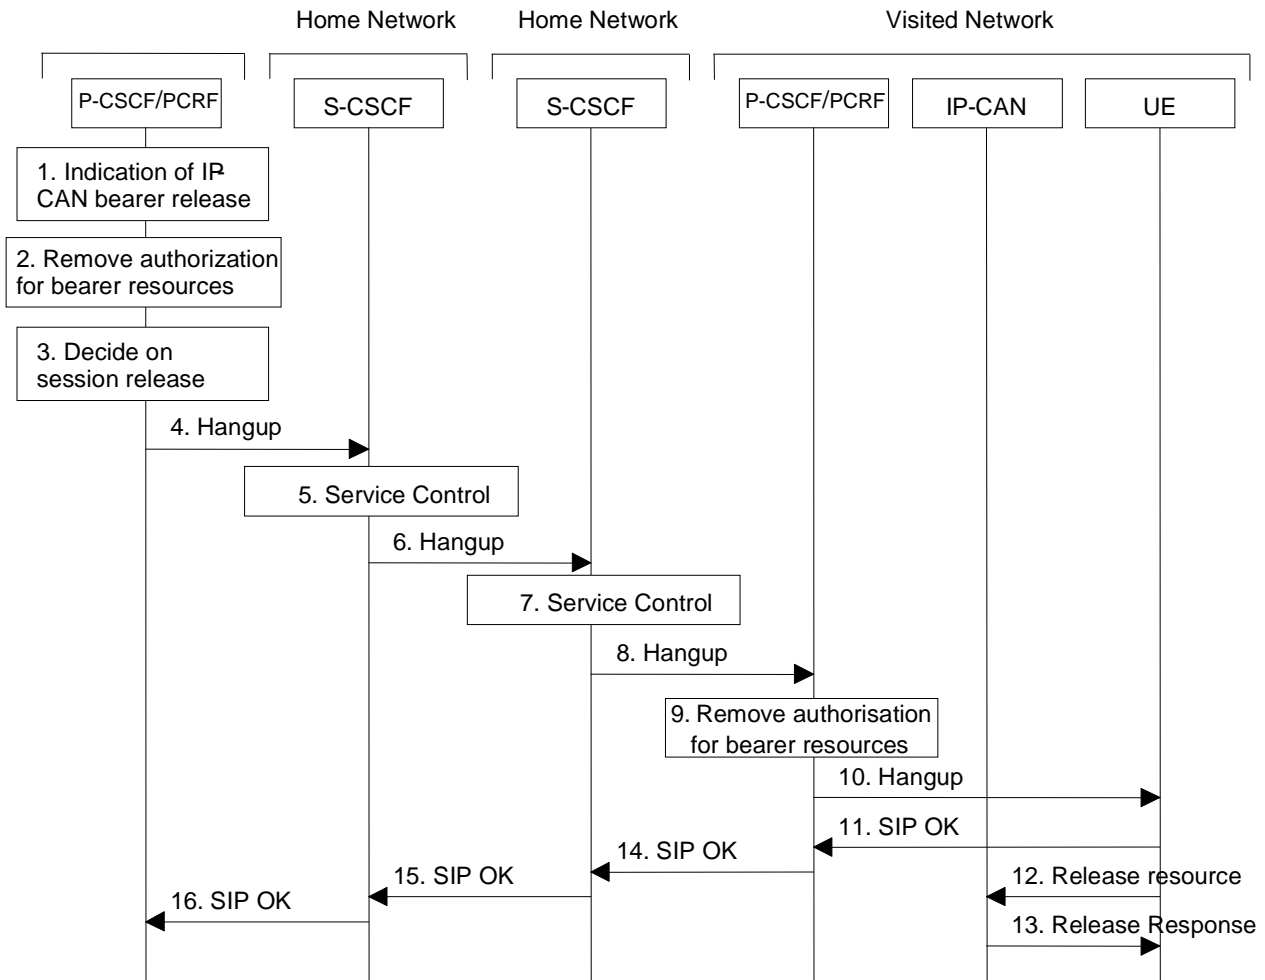 Home Network
Home Network
Visited Network
P-CSCF/PCRF
S-CSCF
S-CSCF
P-CSCF/PCRF
IP-CAN
UE
1. Indication of IP-
CAN bearer release
2. Remove authorization
for bearer resources
3. Decide on
session release
4. Hangup
5. Service Control
6. Hangup
7. Service Control
8. Hangup
9. Remove authorisation
for bearer resources
10. Hangup
11. SIP OK
14. SIP OK
15. SIP OK
12. Release resource
16. SIP OK
13. Release Response